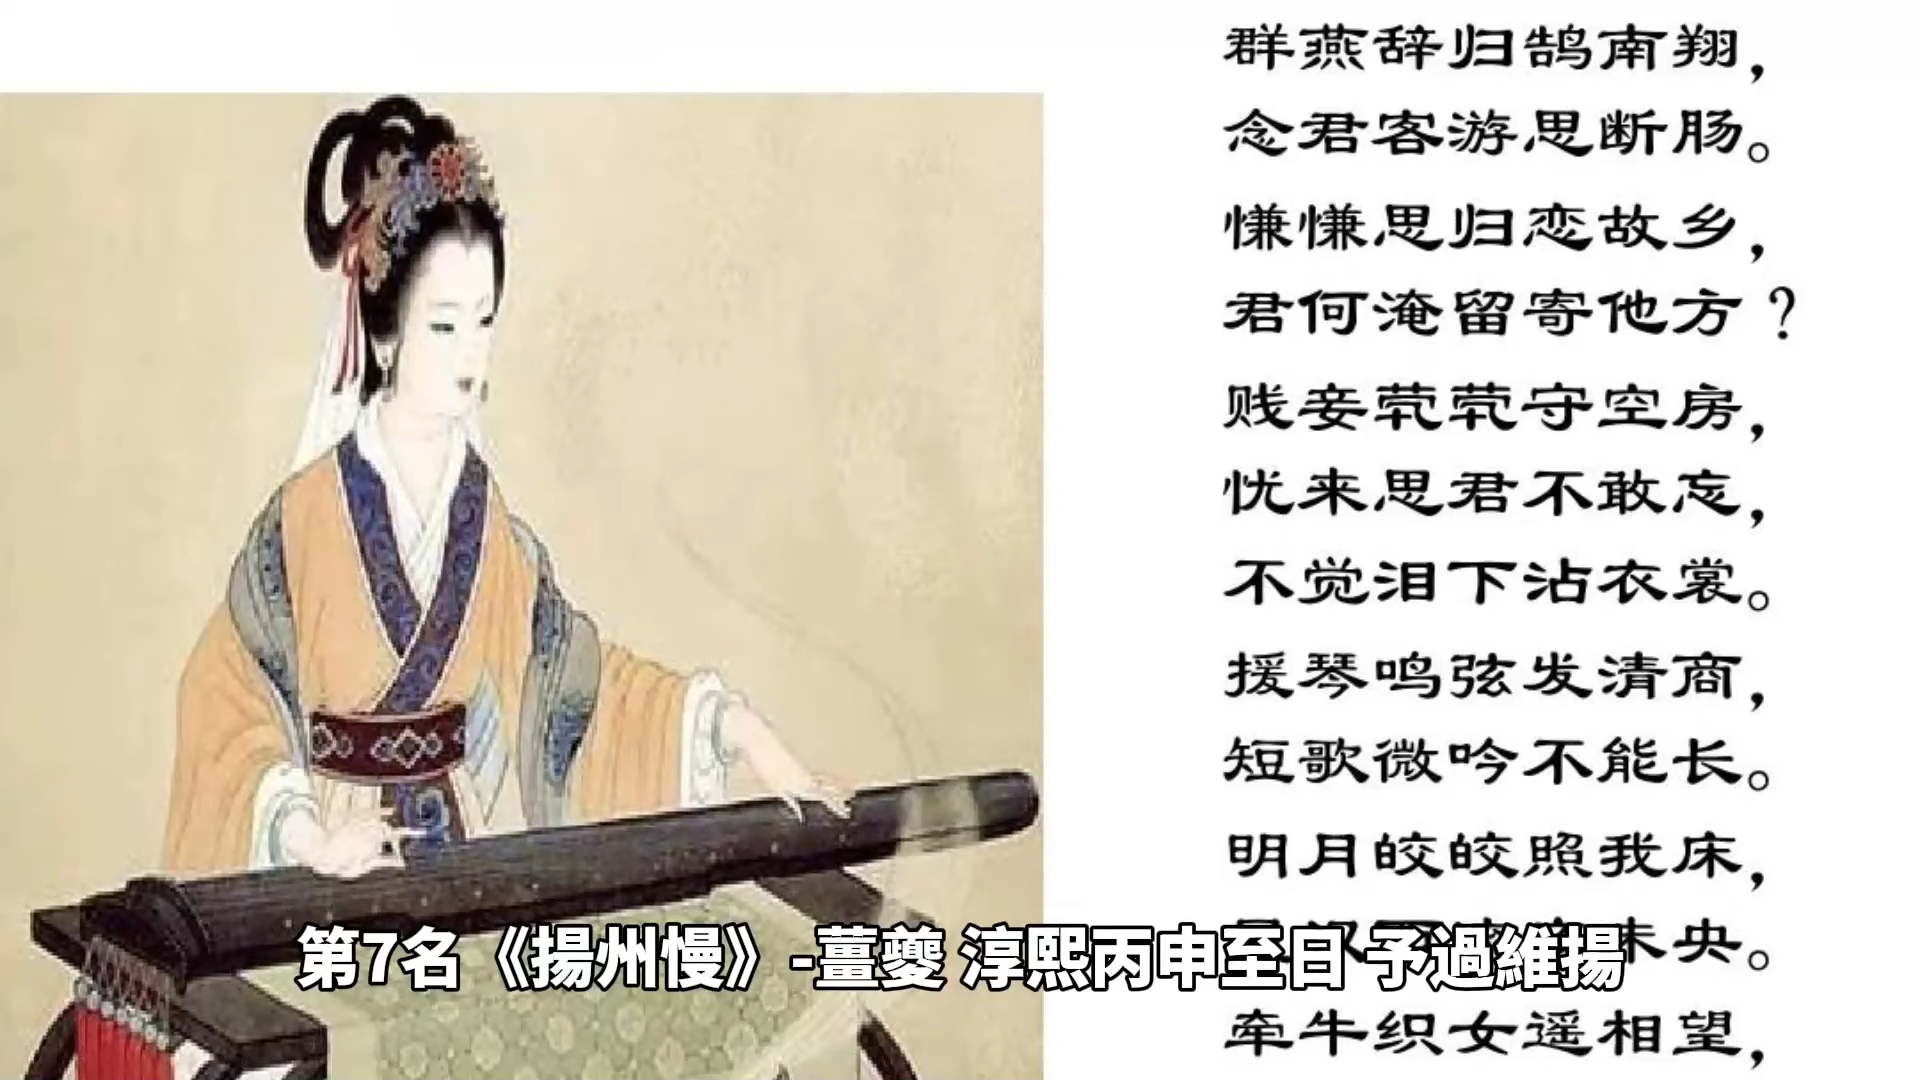 群燕辞归鹄南翔，
念君客游思断肠。
慊慊思归恋故乡，
君何淹留寄他方？
贱妾茕茕守空房，
忧来思君不敢忘，
不觉泪下沾衣裳。
援琴鸣弦发清商，
短歌微吟不能长。
明月皎皎照我床，
未央。
牵牛织女遥相望，
第7名《揚州慢》-薑夔 淳熙丙申至日 予過維揚